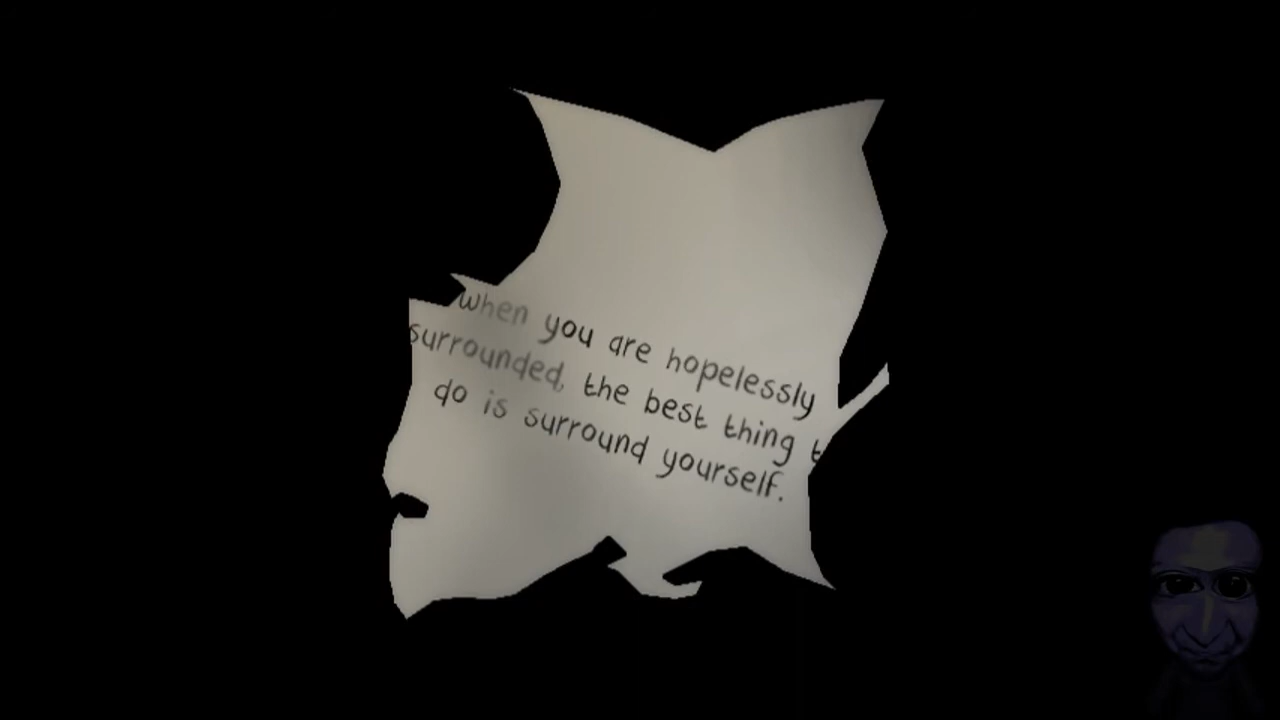 when you are hopelessly
surrounded, the best thing t
do is surround yourself.